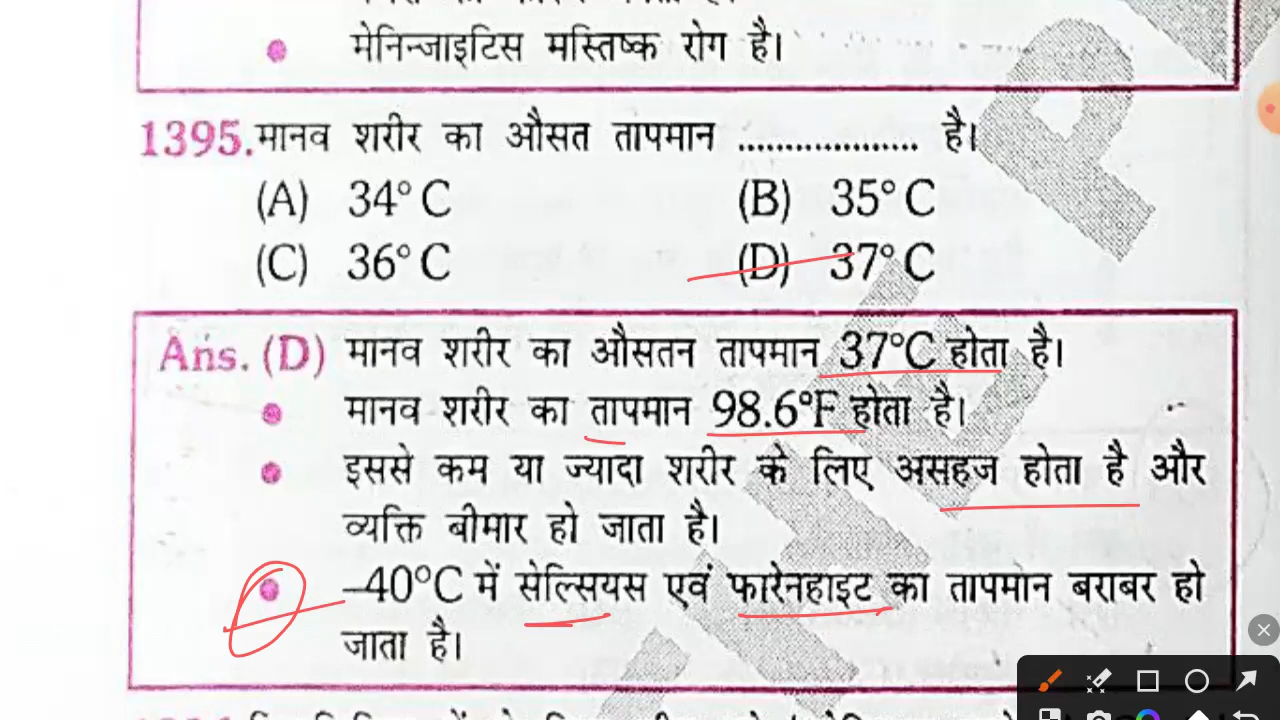 मेनिन्जाइटिस मस्तिष्क रोग है।
1395. मानव शरीर का औसत तापमान ................... है।
(A) 34° C (B) 35° C
(C) 36° C (D) 37° C
Ans. (D) मानव शरीर का औसतन तापमान 37°C होता है।
मानव शरीर का तापमान 98.6°F होता है।
इससे कम या ज्यादा शरीर के लिए असहज होता है और
व्यक्ति बीमार हो जाता है।
–40°C में सेल्सियस एवं फारेनहाइट का तापमान बराबर हो
जाता है।